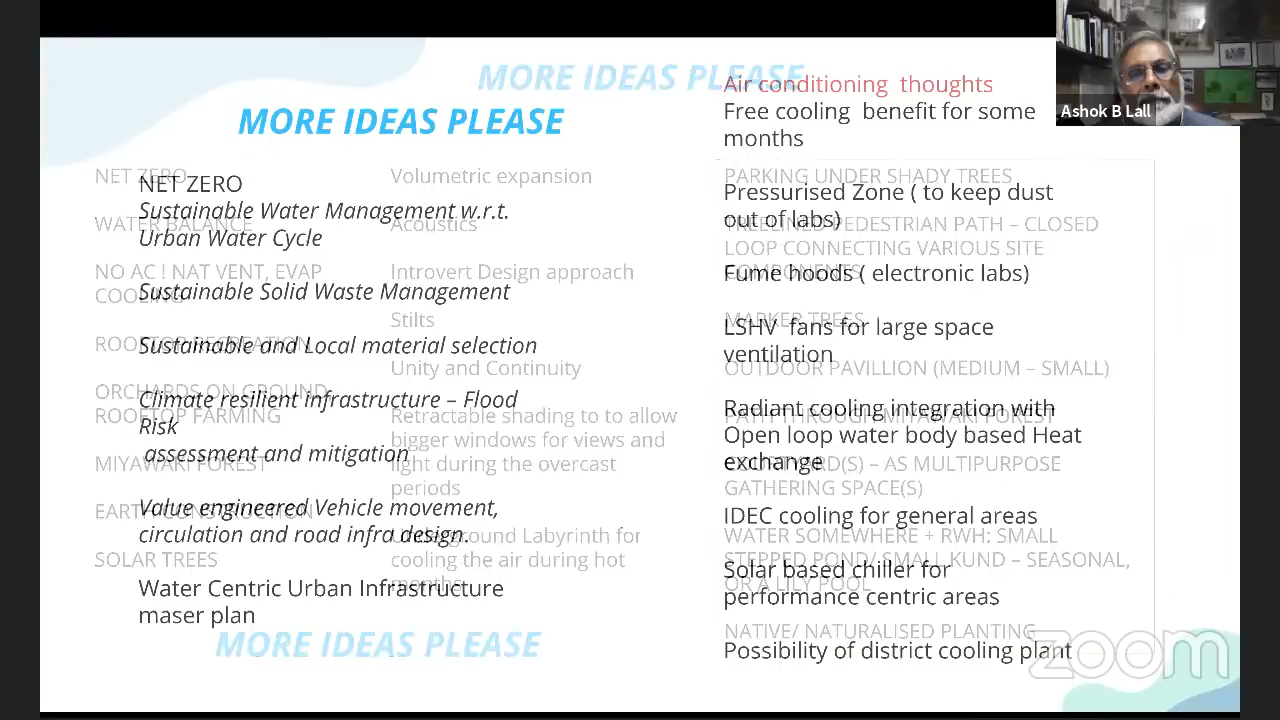 MORE IDEAS PLEASE
MORE IDEAS PLEASE
NET ZERO
Sustainable Water Management w.r.t.
Urban Water Cycle
Sustainable Solid Waste Management
Sustainable and Local material selection
Climate resilient infrastructure – Flood
Risk
assessment and mitigation
Value engineered Vehicle movement,
circulation and road infra design.
Water Centric Urban Infrastructure
maser plan
NET ZERO
WATER BALANCE
NO AC ! NAT VENT, EVAP
COOLING
ROOFTOP RECREATION
ORCHARDS ON GROUND
ROOFTOP FARMING
MIYAWAKI FOREST
EARTH CONSTRUCTION
SOLAR TREES
Volumetric expansion
Acoustics
Introvert Design approach
Stilts
Unity and Continuity
Retractable shading to to allow
bigger windows for views and
light during the overcast
periods
Underground Labyrinth for
cooling the air during hot
months
Air conditioning thoughts
Free cooling benefit for some
months
Pressurised Zone ( to keep dust
out of labs)
Fume hoods ( electronic labs)
LSHV fans for large space
ventilation
Radiant cooling integration with
Open loop water body based Heat
exchange
IDEC cooling for general areas
Solar based chiller for
performance centric areas
Possibility of district cooling plant
PARKING UNDER SHADY TREES
TREELINED PEDESTRIAN PATH – CLOSED
LOOP CONNECTING VARIOUS SITE
COMPONENTS
MARKER TREES
OUTDOOR PAVILLION (MEDIUM – SMALL)
PATH THROUGH MIYAWAKI FOREST
COURTYARD(S) – AS MULTIPURPOSE
GATHERING SPACE(S)
WATER SOMEWHERE + RWH: SMALL
STEPPED POND/ SMALL KUND – SEASONAL,
OR A LILY POOL
NATIVE/ NATURALISED PLANTING
MORE IDEAS PLEASE
Ashok B Lall
zoom